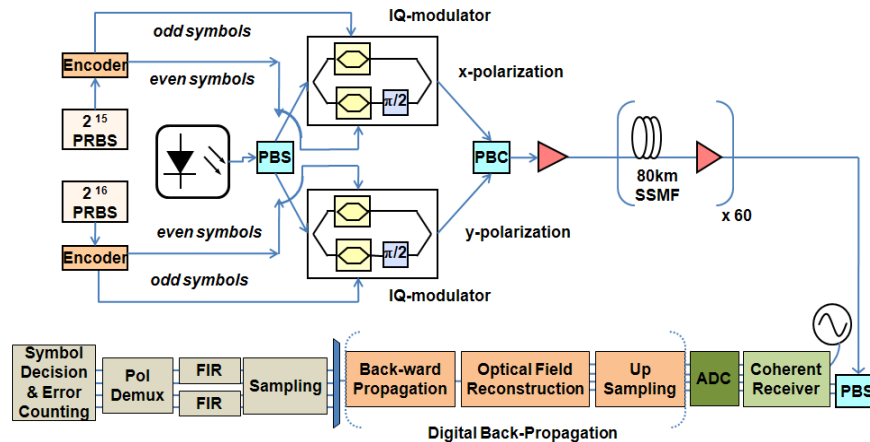 IQ-modulator
odd symbols
Encoder
even symbols
π/2
x-polarization
2 15
PRBS
PBS
PBC
80km
SSMF
x 60
2 16
PRBS
even symbols
Encoder
odd symbols
π/2
y-polarization
IQ-modulator
Symbol
Decision
& Error
Counting
Pol
Demux
FIR
FIR
Sampling
Back-ward
Propagation
Optical Field
Reconstruction
Up
Sampling
ADC
Coherent
Receiver
PBS
Digital Back-Propagation